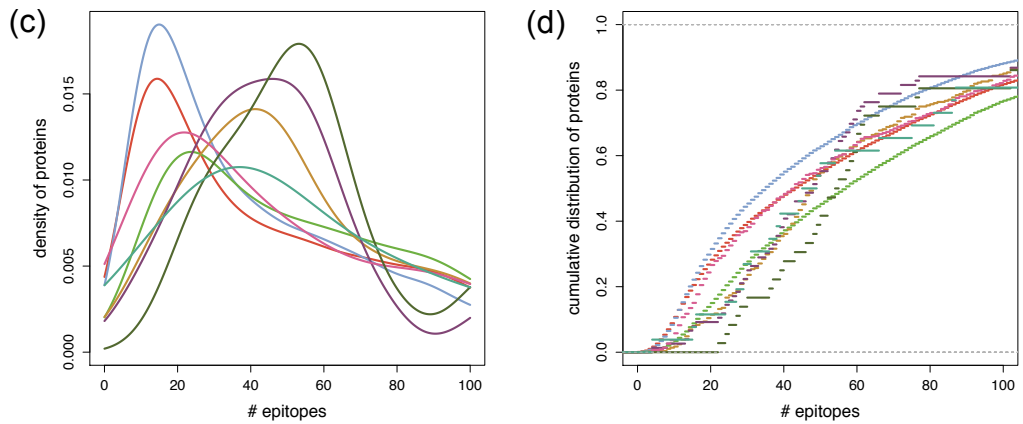 (c)
density of proteins
0.015
0.010
0.005
0.000
0 20 40 60 80 100
# epitopes
(d)
cumulative distribution of proteins
1.0
0.8
0.6
0.4
0.2
0.0
0 20 40 60 80 100
# epitopes